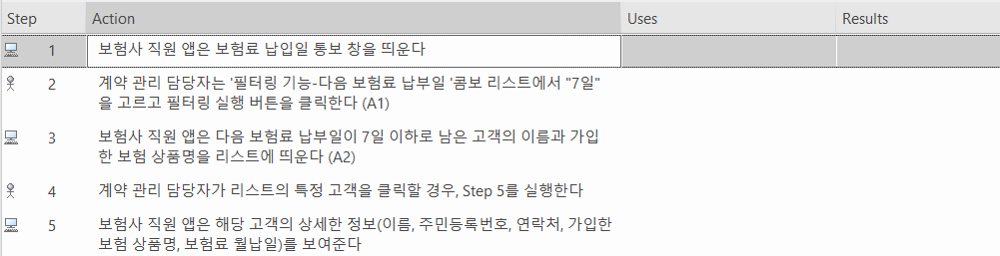 Step Action Uses Results
1 보험사 직원 앱은 보험료 납입일 통보 창을 띄운다
2 계약 관리 담당자는 '필터링 기능-다음 보험료 납부일 '콤보 리스트에서 "7일"
을 고르고 필터링 실행 버튼을 클릭한다 (A1)
3 보험사 직원 앱은 다음 보험료 납부일이 7일 이하로 남은 고객의 이름과 가입
한 보험 상품명을 리스트에 띄운다 (A2)
4 계약 관리 담당자가 리스트의 특정 고객을 클릭할 경우, Step 5를 실행한다
5 보험사 직원 앱은 해당 고객의 상세한 정보(이름, 주민등록번호, 연락처, 가입한
보험 상품명, 보험료 월납일)를 보여준다